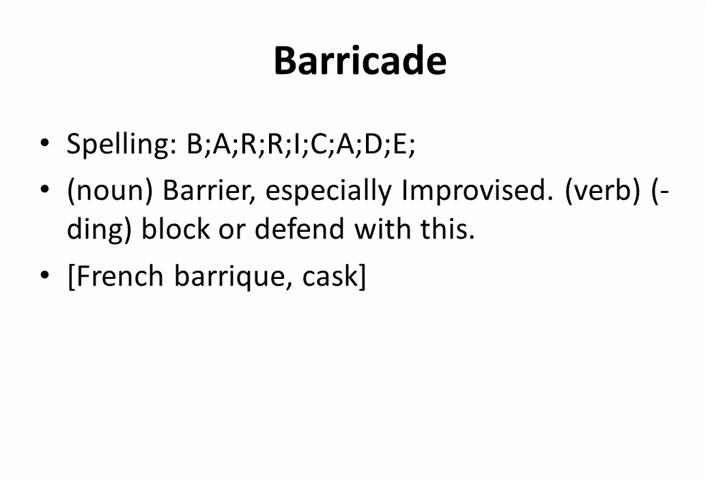 Barricade
• Spelling: B;A;R;R;I;C;A;D;E;
• (noun) Barrier, especially Improvised. (verb) (-
ding) block or defend with this.
• [French barrique, cask]